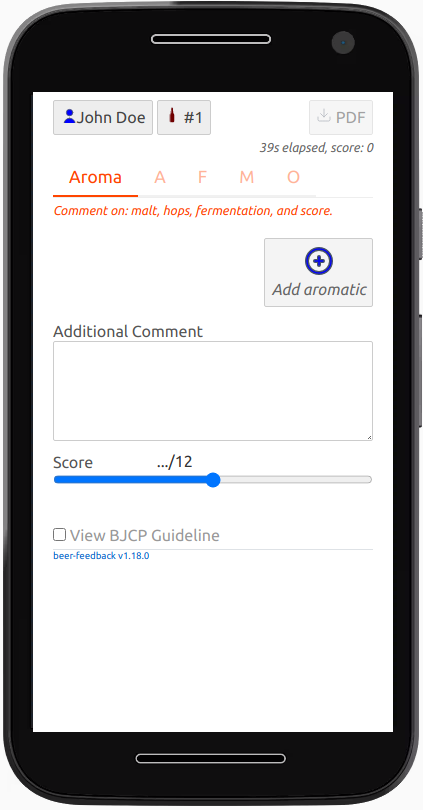 John Doe #1 PDF
39s elapsed, score: 0
Aroma A F M O
Comment on: malt, hops, fermentation, and score.
Add aromatic
Additional Comment
Score .../12
View BJCP Guideline
beer-feedback v1.18.0